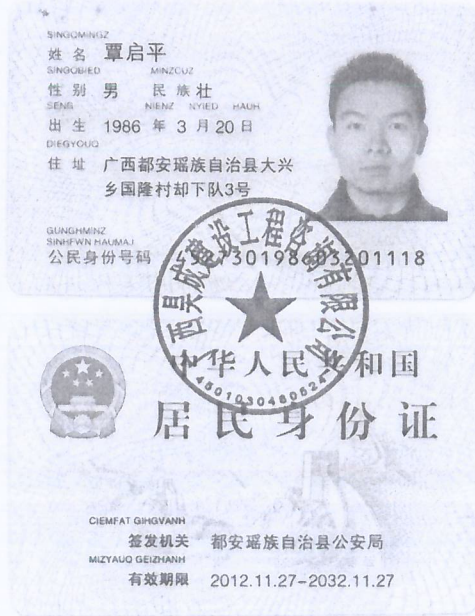 SINGQMINGZ
姓 名 覃启平
SINGQBIED MINZCUZ
性 别 男 民 族 壮
SENG NIENZ NYIED HAUH
出 生 1986 年 3 月 20 日
DIEGYOUQ
住 址 广西都安瑶族自治县大兴
乡国隆村却下队3号
GUNGHMINZ
SINHFWN HAUMAJ
公民身份号码
建设工程咨询有限公司
中华人民共和国
居民身份证
CIEMFAT GIHGVANH
签发机关 都安瑶族自治县公安局
MIZYAUQ GEIZHANH
有效期限 2012.11.27-2032.11.27